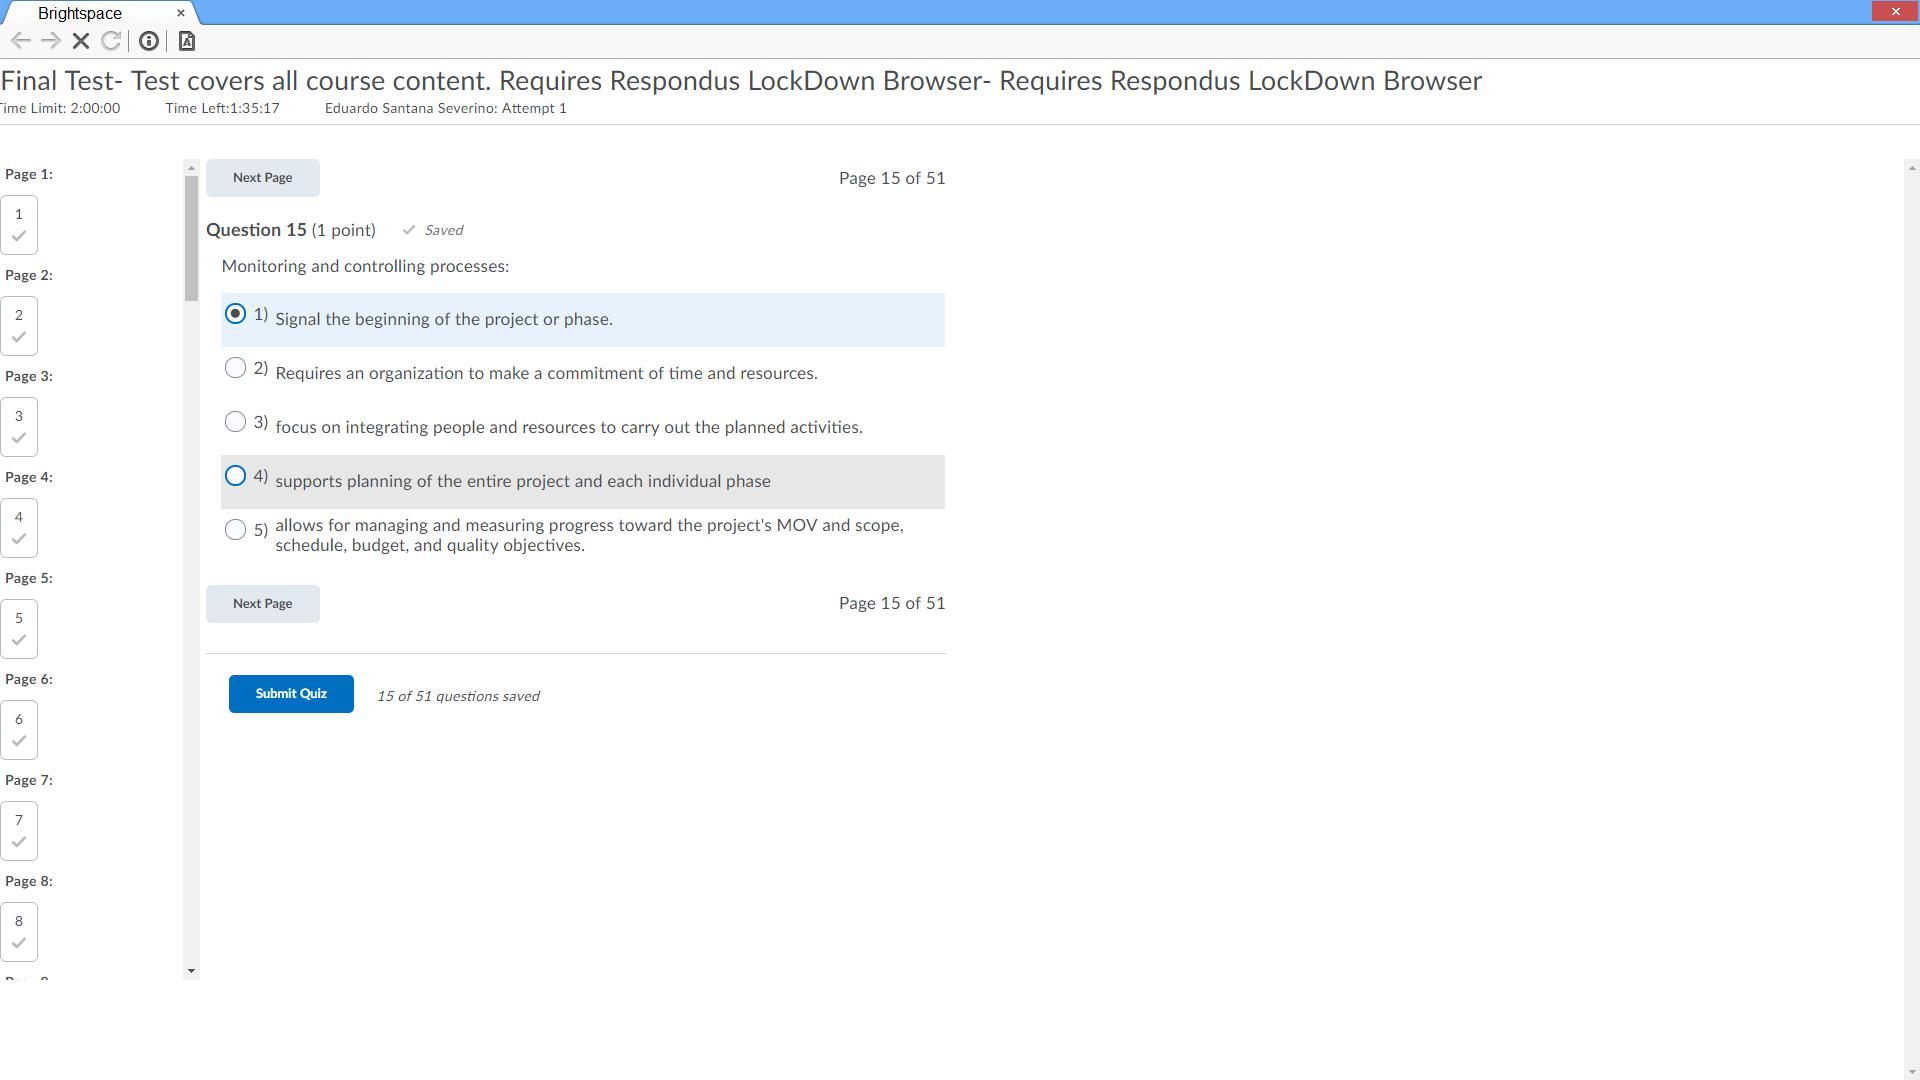 Brightspace
Final Test- Test covers all course content. Requires Respondus LockDown Browser- Requires Respondus LockDown Browser
Time Limit: 2:00:00 Time Left:1:35:17 Eduardo Santana Severino: Attempt 1
Page 1:
1
Page 2:
2
Page 3:
3
Page 4:
4
Page 5:
5
Page 6:
6
Page 7:
7
Page 8:
8
Next Page Page 15 of 51
Question 15 (1 point) Saved
Monitoring and controlling processes:
1) Signal the beginning of the project or phase.
2) Requires an organization to make a commitment of time and resources.
3) focus on integrating people and resources to carry out the planned activities.
4) supports planning of the entire project and each individual phase
5) allows for managing and measuring progress toward the project's MOV and scope,
schedule, budget, and quality objectives.
Next Page Page 15 of 51
Submit Quiz 15 of 51 questions saved